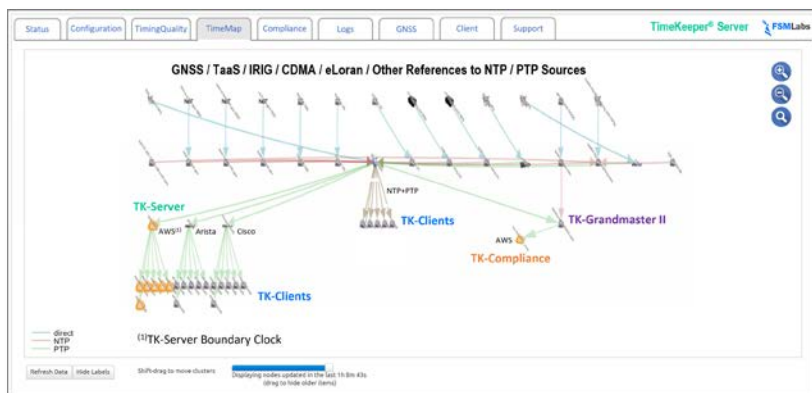 Status
Configuration
TimingQuality
TimeMap
Compliance
Logs
GNSS
Client
Support
TimeKeeper® Server
FSMLabs
GNSS / TaaS / IRIG / CDMA / eLoran / Other References to NTP / PTP Sources
NTP+PTP
TK-Server
TK-Clients
TK-Grandmaster II
AWS(1)
Arista
Cisco
AWS
TK-Compliance
TK-Clients
direct
NTP
PTP
(1)TK-Server Boundary Clock
Refresh Data
Hide Labels
Shift-drag to move clusters
Displaying nodes updated in the last 1h 8m 43s
(drag to hide older items)